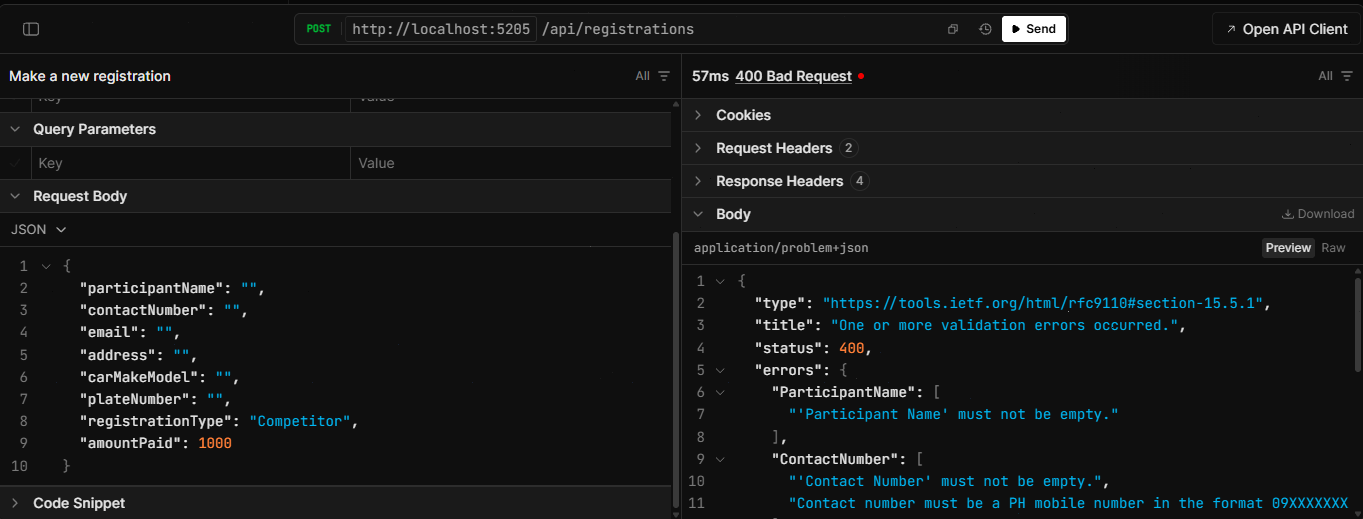 POST http://localhost:5205 /api/registrations Send Open API Client
Make a new registration All
57ms 400 Bad Request All
Key Value
Query Parameters
Key Value
Request Body
JSON
1 {
2 "participantName": "",
3 "contactNumber": "",
4 "email": "",
5 "address": "",
6 "carMakeModel": "",
7 "plateNumber": "",
8 "registrationType": "Competitor",
9 "amountPaid": 1000
10 }
Code Snippet
Cookies
Request Headers 2
Response Headers 4
Body Download
application/problem+json Preview Raw
1 {
2 "type": "https://tools.ietf.org/html/rfc9110#section-15.5.1",
3 "title": "One or more validation errors occurred.",
4 "status": 400,
5 "errors": {
6 "ParticipantName": [
7 "'Participant Name' must not be empty."
8 ],
9 "ContactNumber": [
10 "'Contact Number' must not be empty.",
11 "Contact number must be a PH mobile number in the format 09XXXXXXX